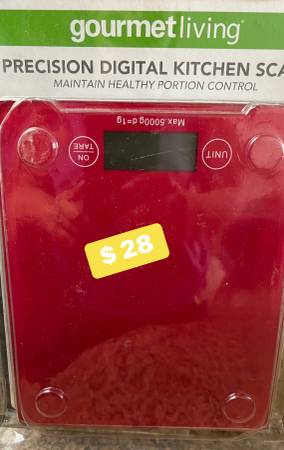 gourmetliving
PRECISION DIGITAL KITCHEN SCA
MAINTAIN HEALTHY PORTION CONTROL
Max.5000g d=1g
ON
TARE
UNIT
$ 28